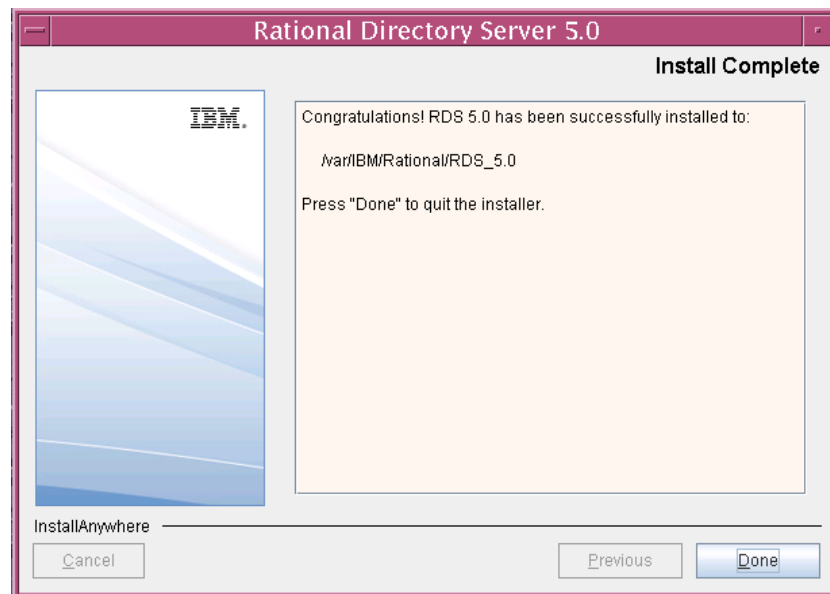 Rational Directory Server 5.0
Install Complete
IBM.
Congratulations! RDS 5.0 has been successfully installed to:
/var/IBM/Rational/RDS_5.0
Press "Done" to quit the installer.
InstallAnywhere
Cancel
Previous
Done